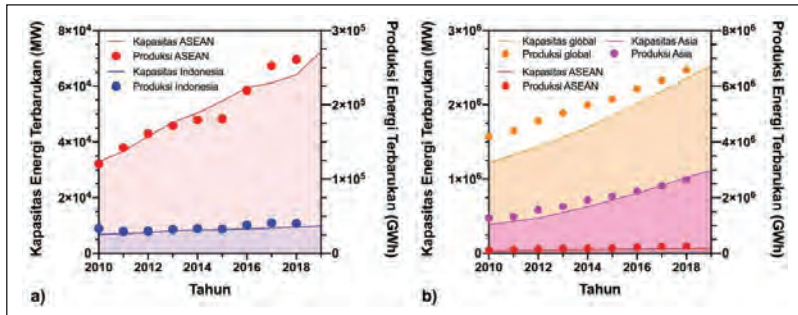 8×10⁴
6×10⁴
4×10⁴
2×10⁴
0
Kapasitas Energi Terbarukan (MW)
Kapasitas ASEAN
Produksi ASEAN
Kapasitas Indonesia
Produksi Indonesia
3×10⁵
2×10⁵
1×10⁵
0
Produksi Energi Terbarukan (GWh)
2010 2012 2014 2016 2018
Tahun
a)
3×10⁶
2×10⁶
1×10⁶
0
Kapasitas Energi Terbarukan (MW)
Kapasitas global
Produksi global
Kapasitas ASEAN
Produksi ASEAN
Kapasitas Asia
Produksi Asia
8×10⁶
6×10⁶
4×10⁶
2×10⁶
0
Produksi Energi Terbarukan (GWh)
2010 2012 2014 2016 2018
Tahun
b)